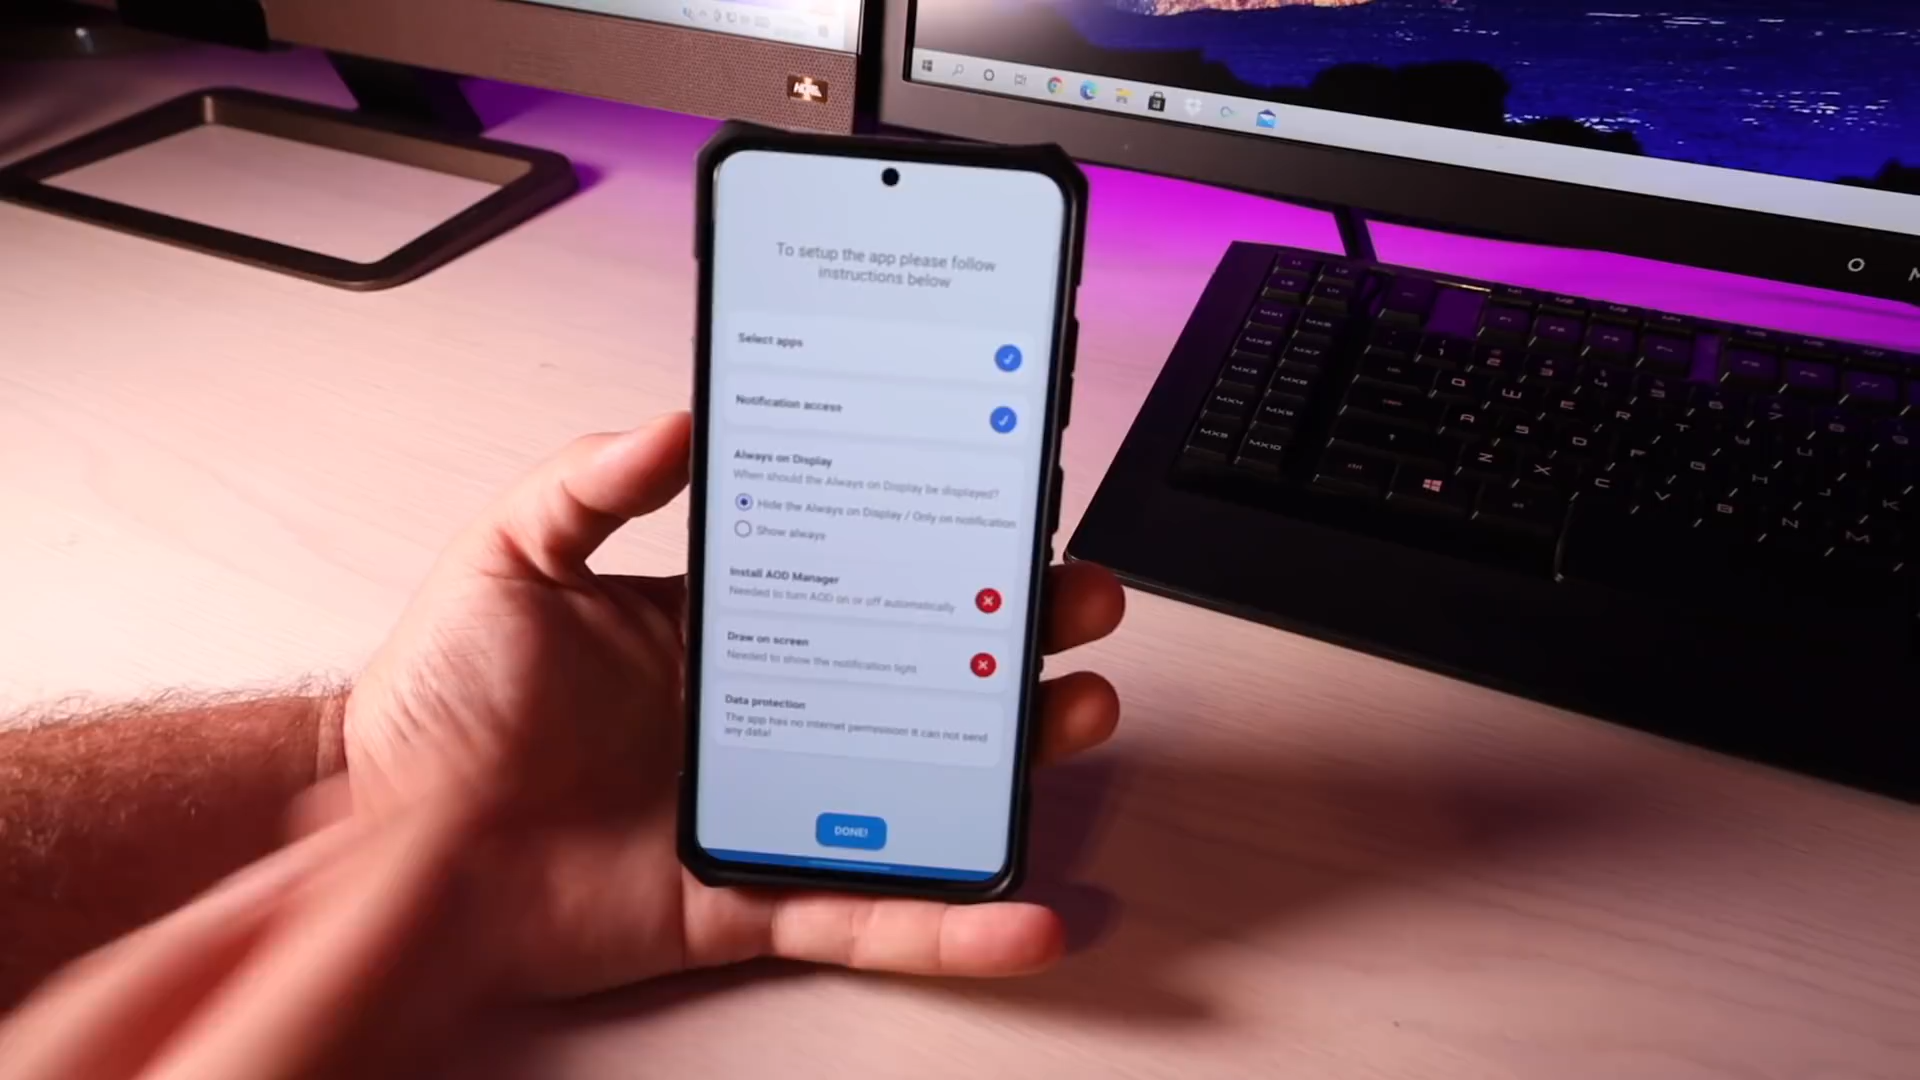 To setup the app please follow
instructions below
Select apps
Notification access
Always on Display
When should the Always on Display be displayed?
Hide the Always on Display / Only on notification
Show always
Install AOD Manager
Needed to turn AOD on or off automatically
Draw on screen
Needed to show the notification light
Data protection
The app has no internet permission! It can not send
any data!
DONE!